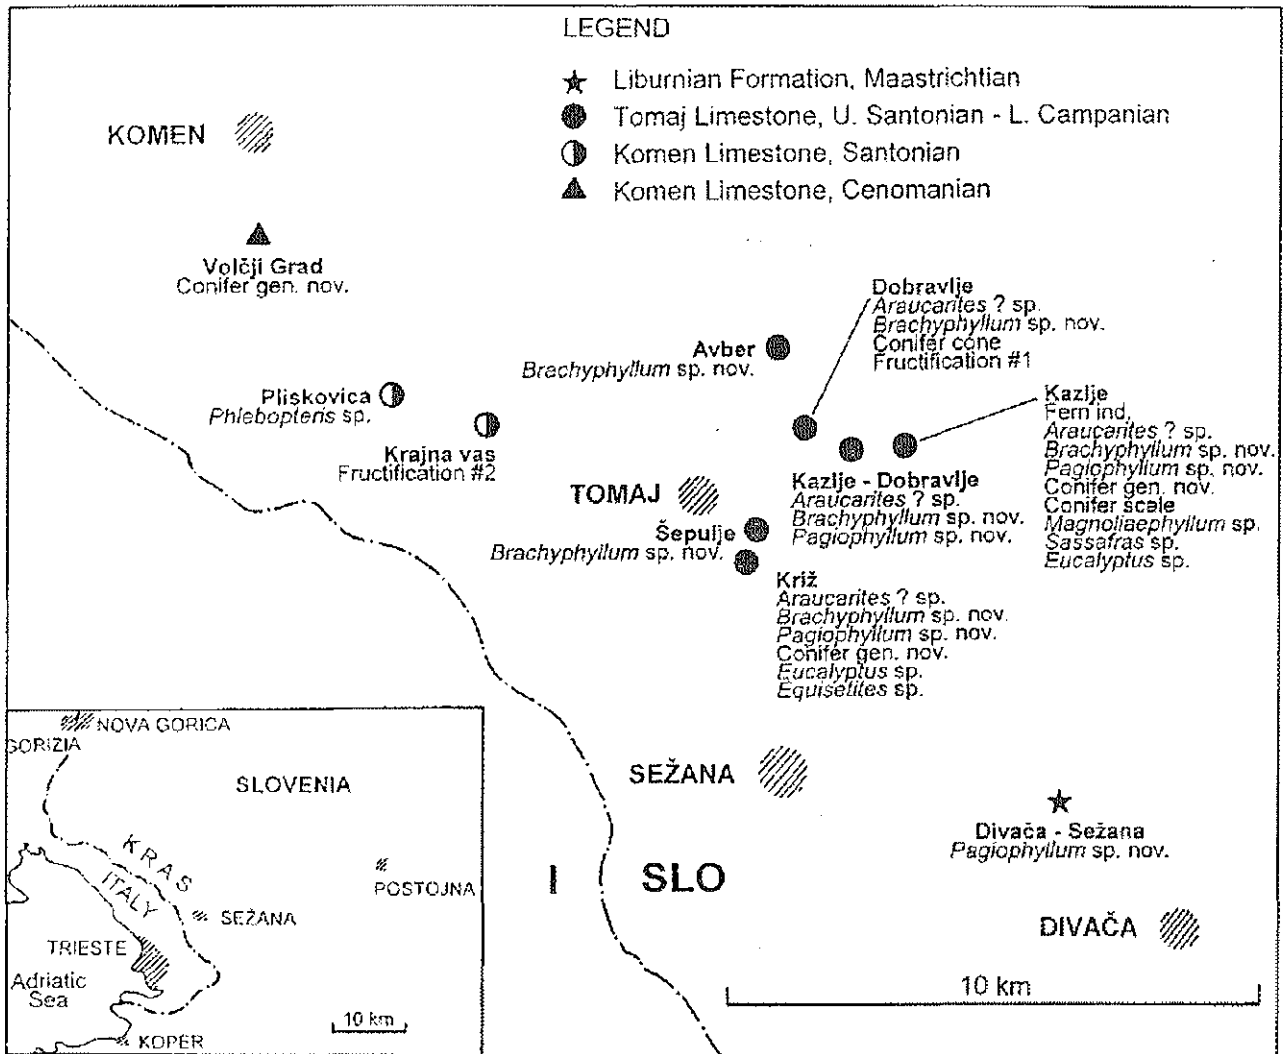 LEGEND
Liburnian Formation, Maastrichtian
Tomaj Limestone, U. Santonian - L. Campanian
Komen Limestone, Santonian
Komen Limestone, Cenomanian
KOMEN
Volčji Grad
Conifer gen. nov.
Pliskovica
Phlebopteris sp.
Krajna vas
Fructification #2
Avber
Brachyphyllum sp. nov.
Dobravlje
Araucarites ? sp.
Brachyphyllum sp. nov.
Conifer cone
Fructification #1
Kazlje
Fern ind.
Araucarites ? sp.
Brachyphyllum sp. nov.
Pagiophyllum sp. nov.
Conifer gen. nov.
Conifer scale
Magnoliaephyllum sp.
Sassafras sp.
Eucalyptus sp.
Kazlje - Dobravlje
Araucarites ? sp.
Brachyphyllum sp. nov.
Pagiophyllum sp. nov.
TOMAJ
Šepulje
Brachyphyllum sp. nov.
Križ
Araucarites ? sp.
Brachyphyllum sp. nov.
Pagiophyllum sp. nov.
Conifer gen. nov.
Eucalyptus sp.
Equisetites sp.
SEŽANA
Divača - Sežana
Pagiophyllum sp. nov.
I SLO
DIVAČA
10 km
NOVA GORICA
GORIZIA
SLOVENIA
KRAS
ITALY
POSTOJNA
SEŽANA
TRIESTE
Adriatic
Sea
10 km
KOPER